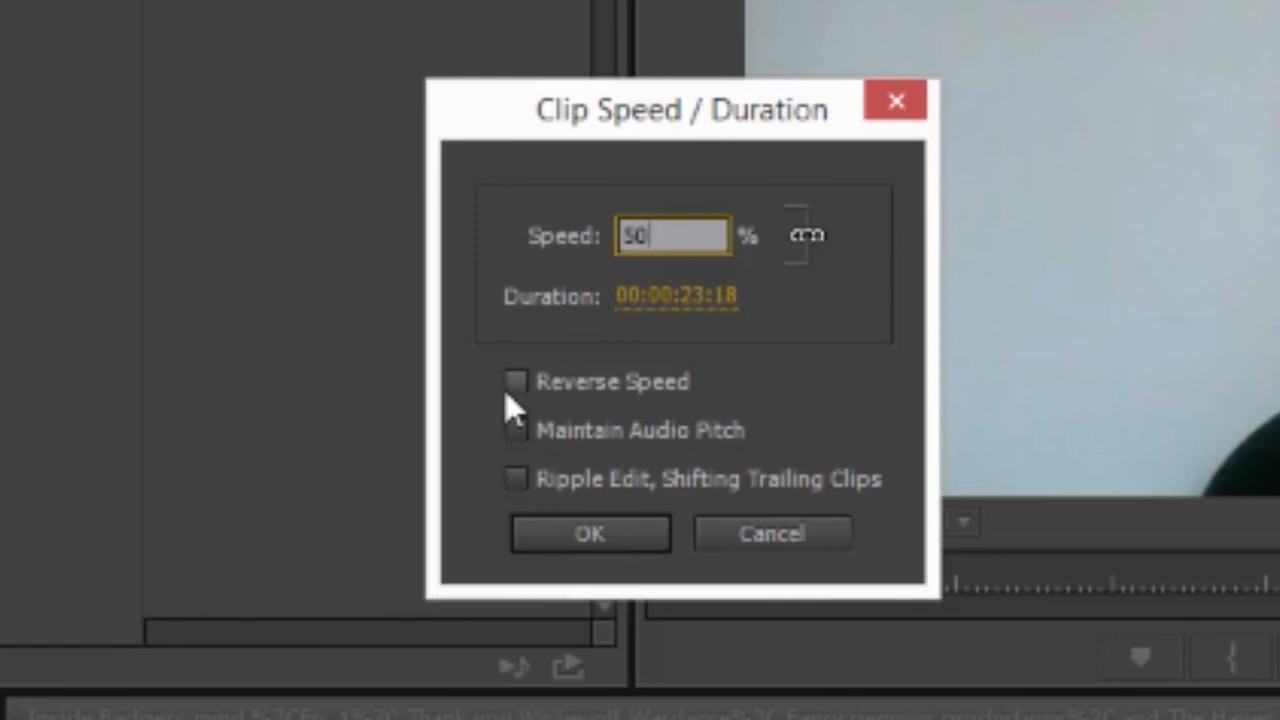 Clip Speed / Duration
Speed: 50 %
Duration: 00:00:23:18
Reverse Speed
Maintain Audio Pitch
Ripple Edit, Shifting Trailing Clips
OK Cancel